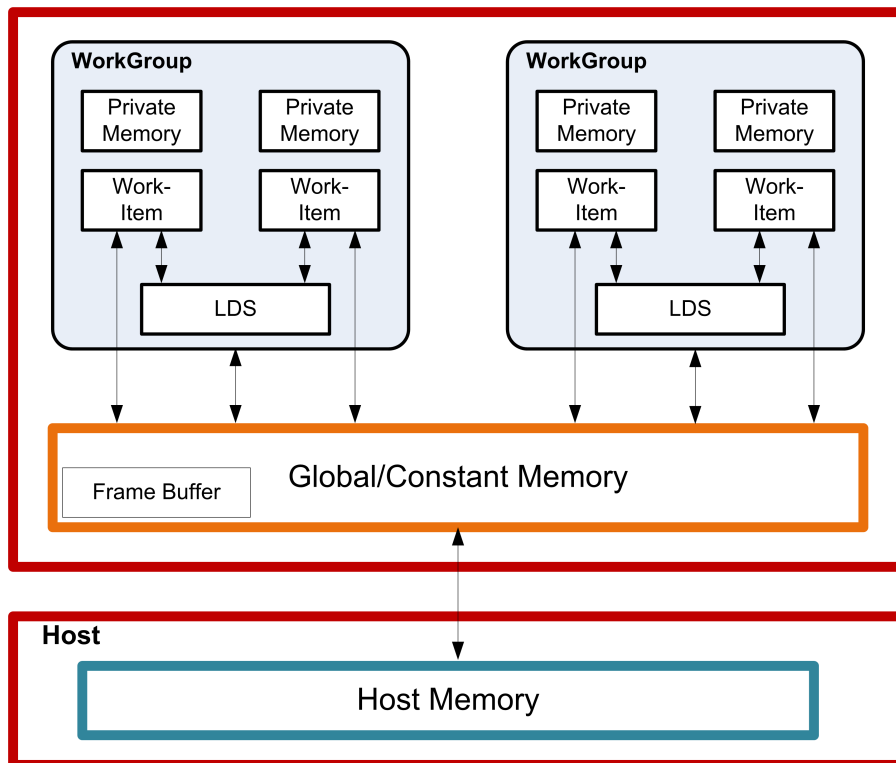 WorkGroup
Private
Memory
Private
Memory
Work-
Item
Work-
Item
LDS
WorkGroup
Private
Memory
Private
Memory
Work-
Item
Work-
Item
LDS
Global/Constant Memory
Frame Buffer
Host
Host Memory